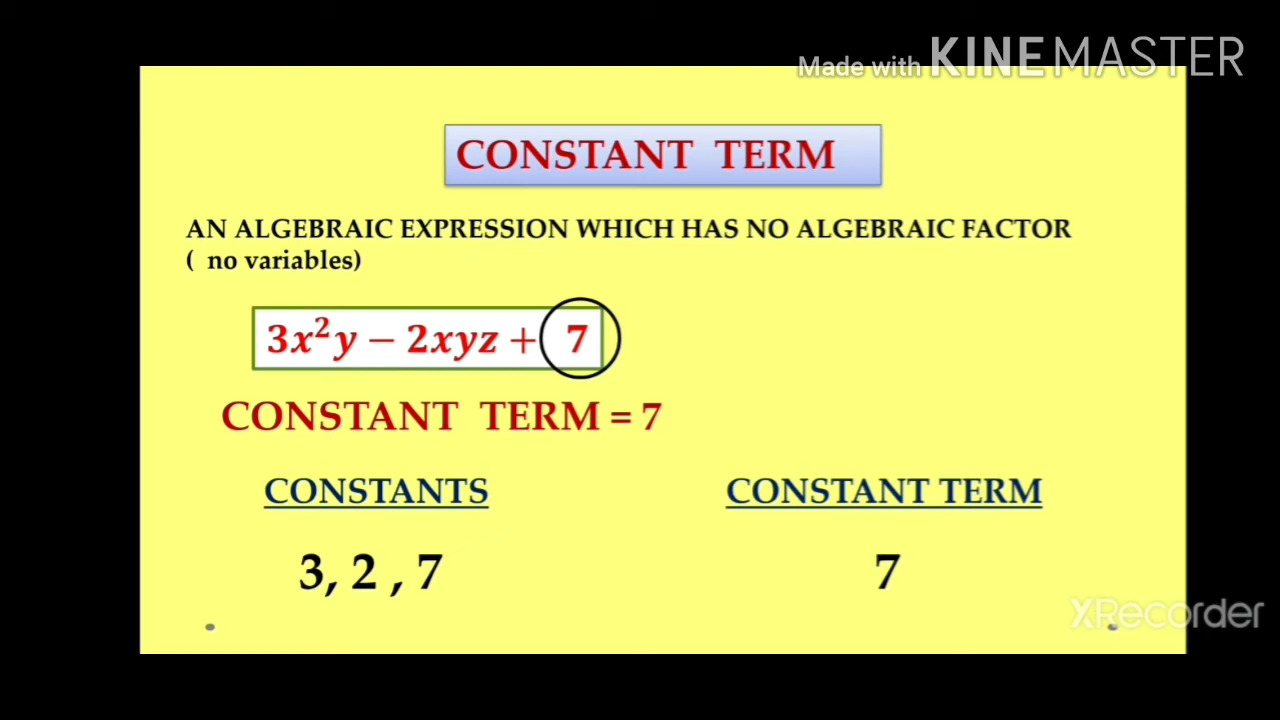 Made with KINEMASTER
CONSTANT TERM
AN ALGEBRAIC EXPRESSION WHICH HAS NO ALGEBRAIC FACTOR
( no variables)
3x²y − 2xyz + 7
CONSTANT TERM = 7
CONSTANTS CONSTANT TERM
3, 2 , 7 7
XRecorder